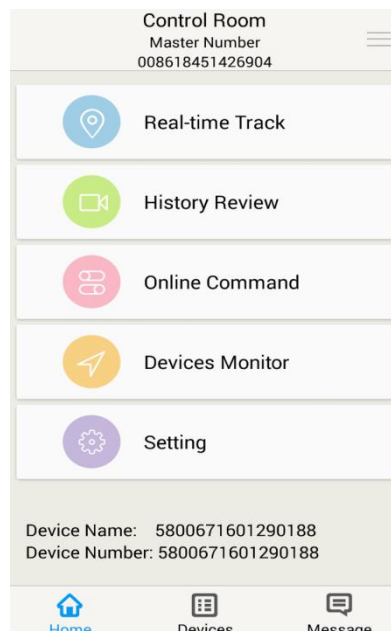 Control Room
Master Number
008618451426904
Real-time Track
History Review
Online Command
Devices Monitor
Setting
Device Name: 5800671601290188
Device Number: 5800671601290188
Home Devices Message